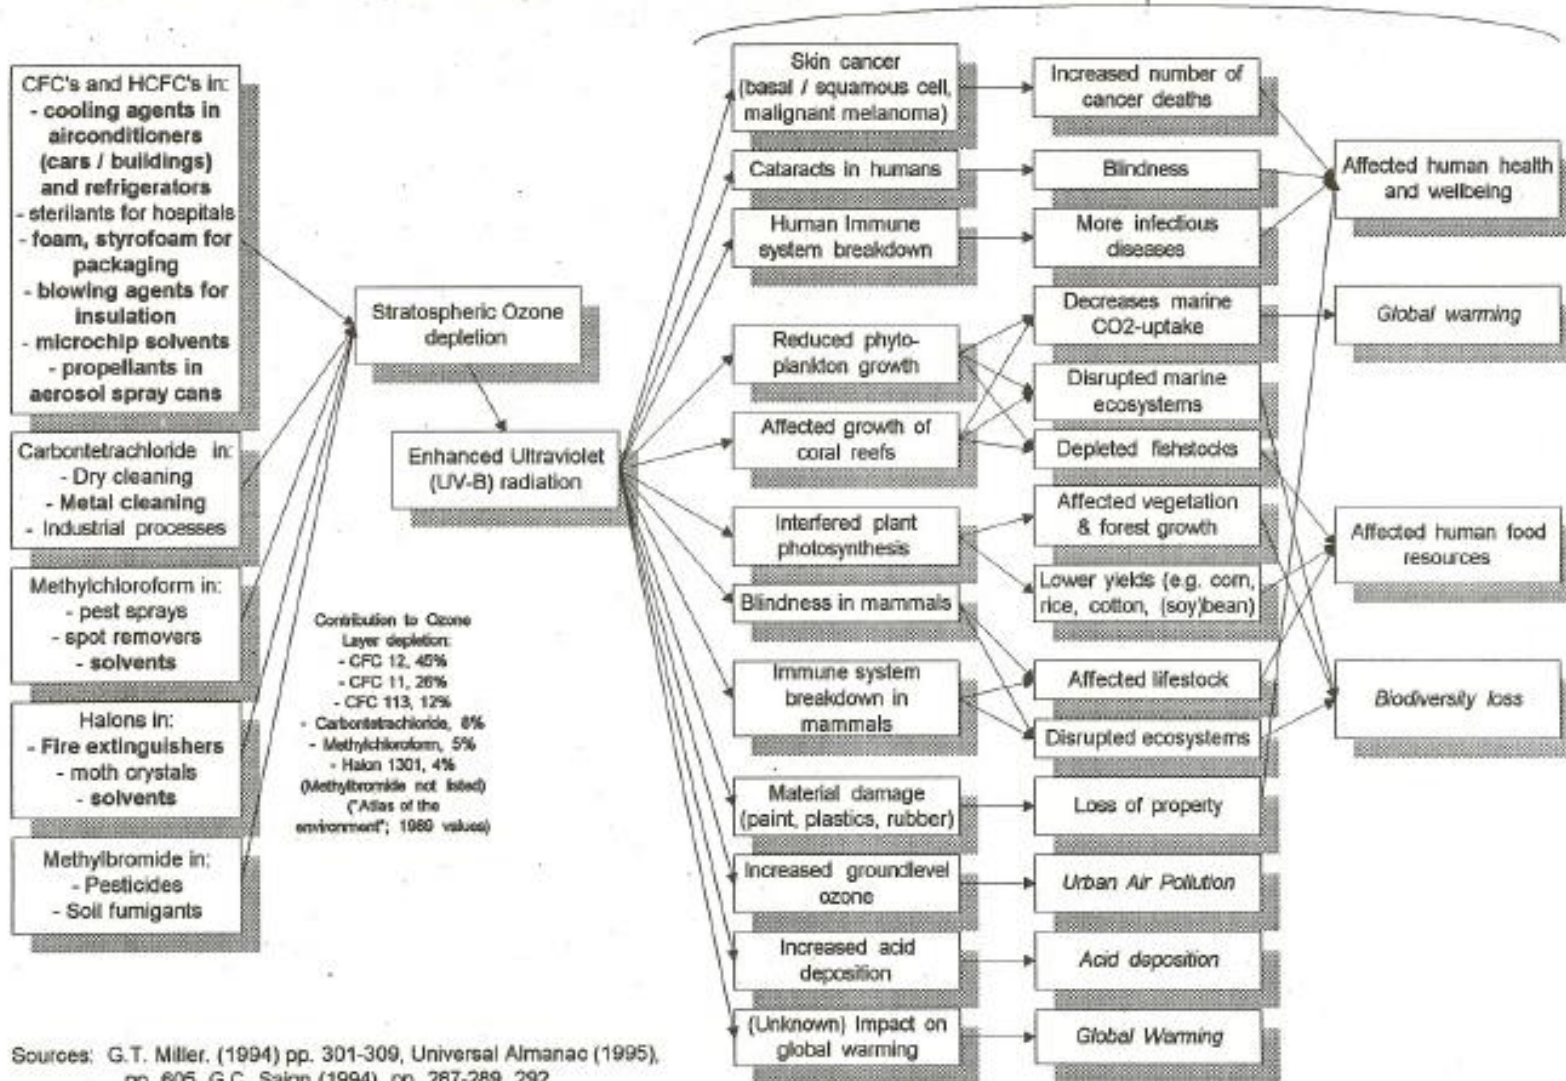 CFC's and HCFC's in:
- cooling agents in
airconditioners
(cars / buildings)
and refrigerators
- sterilants for hospitals
- foam, styrofoam for
packaging
- blowing agents for
insulation
- microchip solvents
- propellants in
aerosol spray cans
Carbontetrachloride in:
- Dry cleaning
- Metal cleaning
- Industrial processes
Methylchloroform in:
- pest sprays
- spot removers
- solvents
Halons in:
- Fire extinguishers
- moth crystals
- solvents
Methylbromide in:
- Pesticides
- Soil fumigants
Stratospheric Ozone
depletion
Enhanced Ultraviolet
(UV-B) radiation
Contribution to Ozone
Layer depletion:
- CFC 12, 45%
- CFC 11, 26%
- CFC 113, 12%
- Carbontetrachloride, 8%
- Methylchloroform, 5%
- Halon 1301, 4%
(Methylbromide not listed)
("Atlas of the
environment"; 1989 values)
Skin cancer
(basal / squamous cell,
malignant melanoma)
Cataracts in humans
Human Immune
system breakdown
Reduced phyto-
plankton growth
Affected growth of
coral reefs
Interfered plant
photosynthesis
Blindness in mammals
Immune system
breakdown in
mammals
Material damage
(paint, plastics, rubber)
Increased groundlevel
ozone
Increased acid
deposition
(Unknown) Impact on
global warming
Increased number of
cancer deaths
Blindness
More infectious
diseases
Decreases marine
CO2-uptake
Disrupted marine
ecosystems
Depleted fishstocks
Affected vegetation
& forest growth
Lower yields (e.g. corn,
rice, cotton, (soy)bean)
Affected lifestock
Disrupted ecosystems
Loss of property
Urban Air Pollution
Acid deposition
Global Warming
Affected human health
and wellbeing
Global warming
Affected human food
resources
Biodiversity loss
Sources: G.T. Miller. (1994) pp. 301-309, Universal Almanac (1995),
pp. 605, G.C. Saign (1994), pp. 287-289, 292